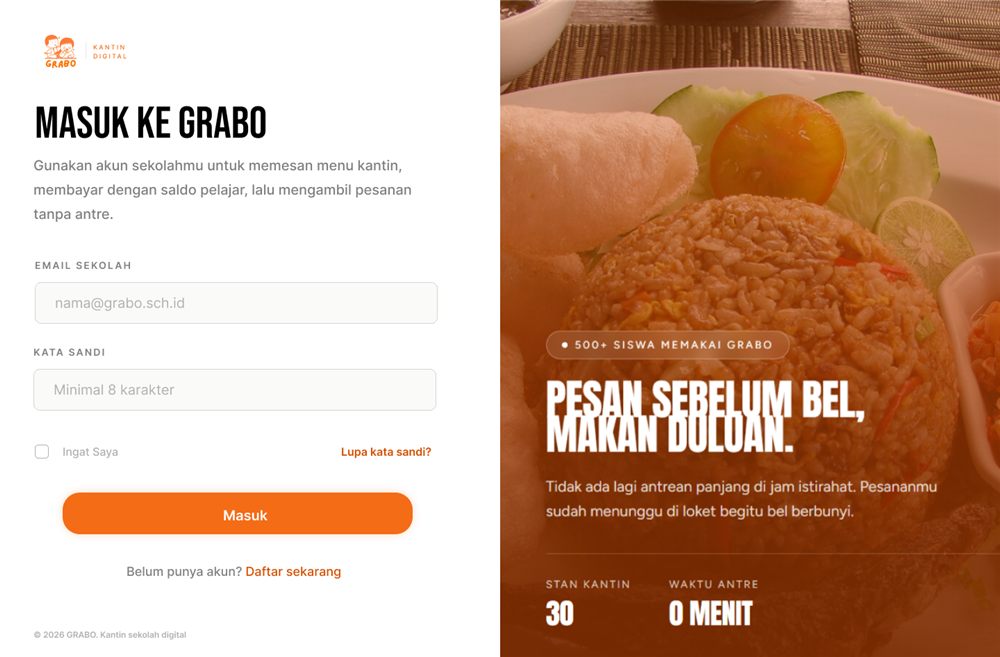 GRABO
KANTIN
DIGITAL
MASUK KE GRABO
Gunakan akun sekolahmu untuk memesan menu kantin,
membayar dengan saldo pelajar, lalu mengambil pesanan
tanpa antre.
EMAIL SEKOLAH
nama@grabo.sch.id
KATA SANDI
Minimal 8 karakter
Ingat Saya
Lupa kata sandi?
Masuk
Belum punya akun? Daftar sekarang
© 2026 GRABO. Kantin sekolah digital
500+ SISWA MEMAKAI GRABO
PESAN SEBELUM BEL,
MAKAN DULUAN.
Tidak ada lagi antrean panjang di jam istirahat. Pesananmu
sudah menunggu di loket begitu bel berbunyi.
STAN KANTIN
30
WAKTU ANTRE
0 MENIT